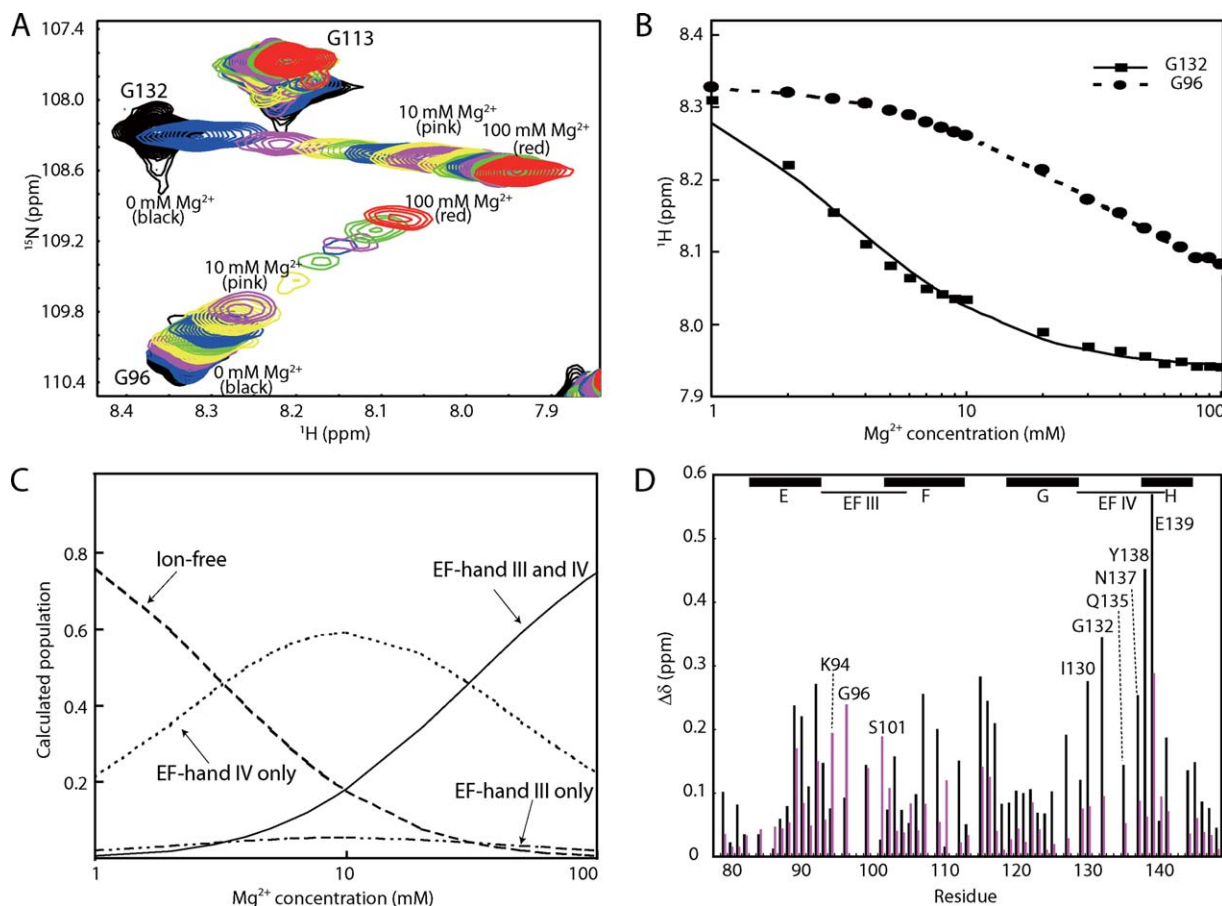 A
107.4
108.0
108.6
109.2
109.8
110.4
¹⁵N (ppm)
G113
G132
10 mM Mg²⁺
(pink)
100 mM Mg²⁺
(red)
0 mM Mg²⁺
(black)
100 mM Mg²⁺
(red)
10 mM Mg²⁺
(pink)
G96
0 mM Mg²⁺
(black)
8.4 8.3 8.2 8.1 8.0 7.9
¹H (ppm)
B
8.4
8.3
8.2
8.1
8.0
7.9
¹H (ppm)
G132
G96
1 10 100
Mg²⁺ concentration (mM)
C
0.8
0.6
0.4
0.2
Calculated population
Ion-free
EF-hand III and IV
EF-hand IV only
EF-hand III only
1 10 100
Mg²⁺ concentration (mM)
D
0.6
0.5
0.4
0.3
0.2
0.1
0
Δδ (ppm)
E F G H
EF III EF IV
E139
Y138
N137
Q135
G132
I130
K94
G96
S101
80 90 100 110 120 130 140
Residue